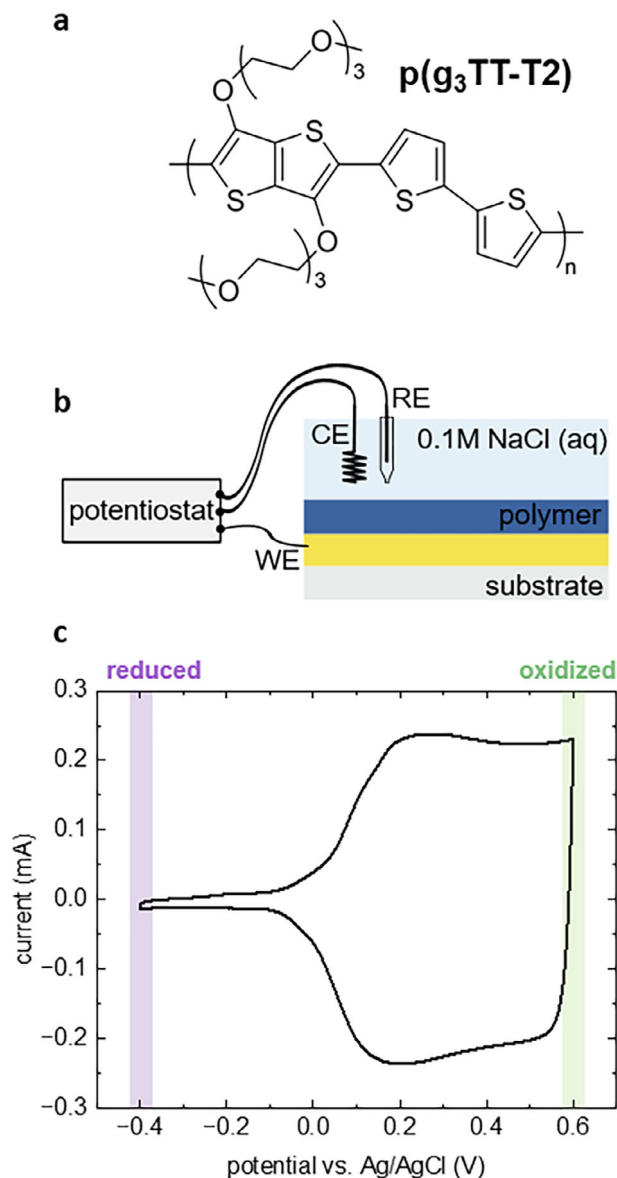 a
p(g₃TT-T2)
O
3
O
S
S
S
S
O
O
3
n
b
RE
CE
0.1M NaCl (aq)
potentiostat
polymer
WE
substrate
c
reduced
oxidized
0.3
0.2
0.1
0.0
−0.1
−0.2
−0.3
current (mA)
−0.4 −0.2 0.0 0.2 0.4 0.6
potential vs. Ag/AgCl (V)